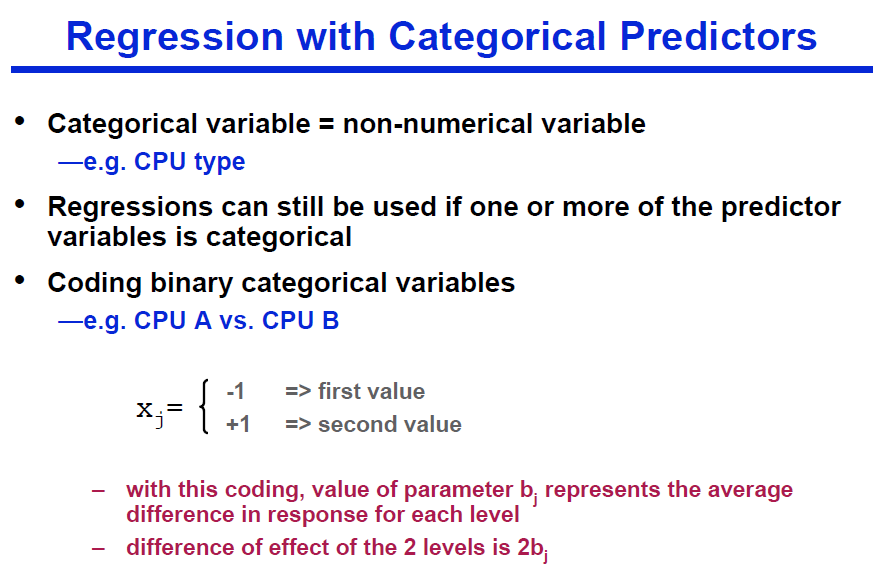 Regression with Categorical Predictors
• Categorical variable = non-numerical variable
—e.g. CPU type
• Regressions can still be used if one or more of the predictor
variables is categorical
• Coding binary categorical variables
—e.g. CPU A vs. CPU B
-1 => first value
xj= {
+1 => second value
– with this coding, value of parameter bj represents the average
difference in response for each level
– difference of effect of the 2 levels is 2bj